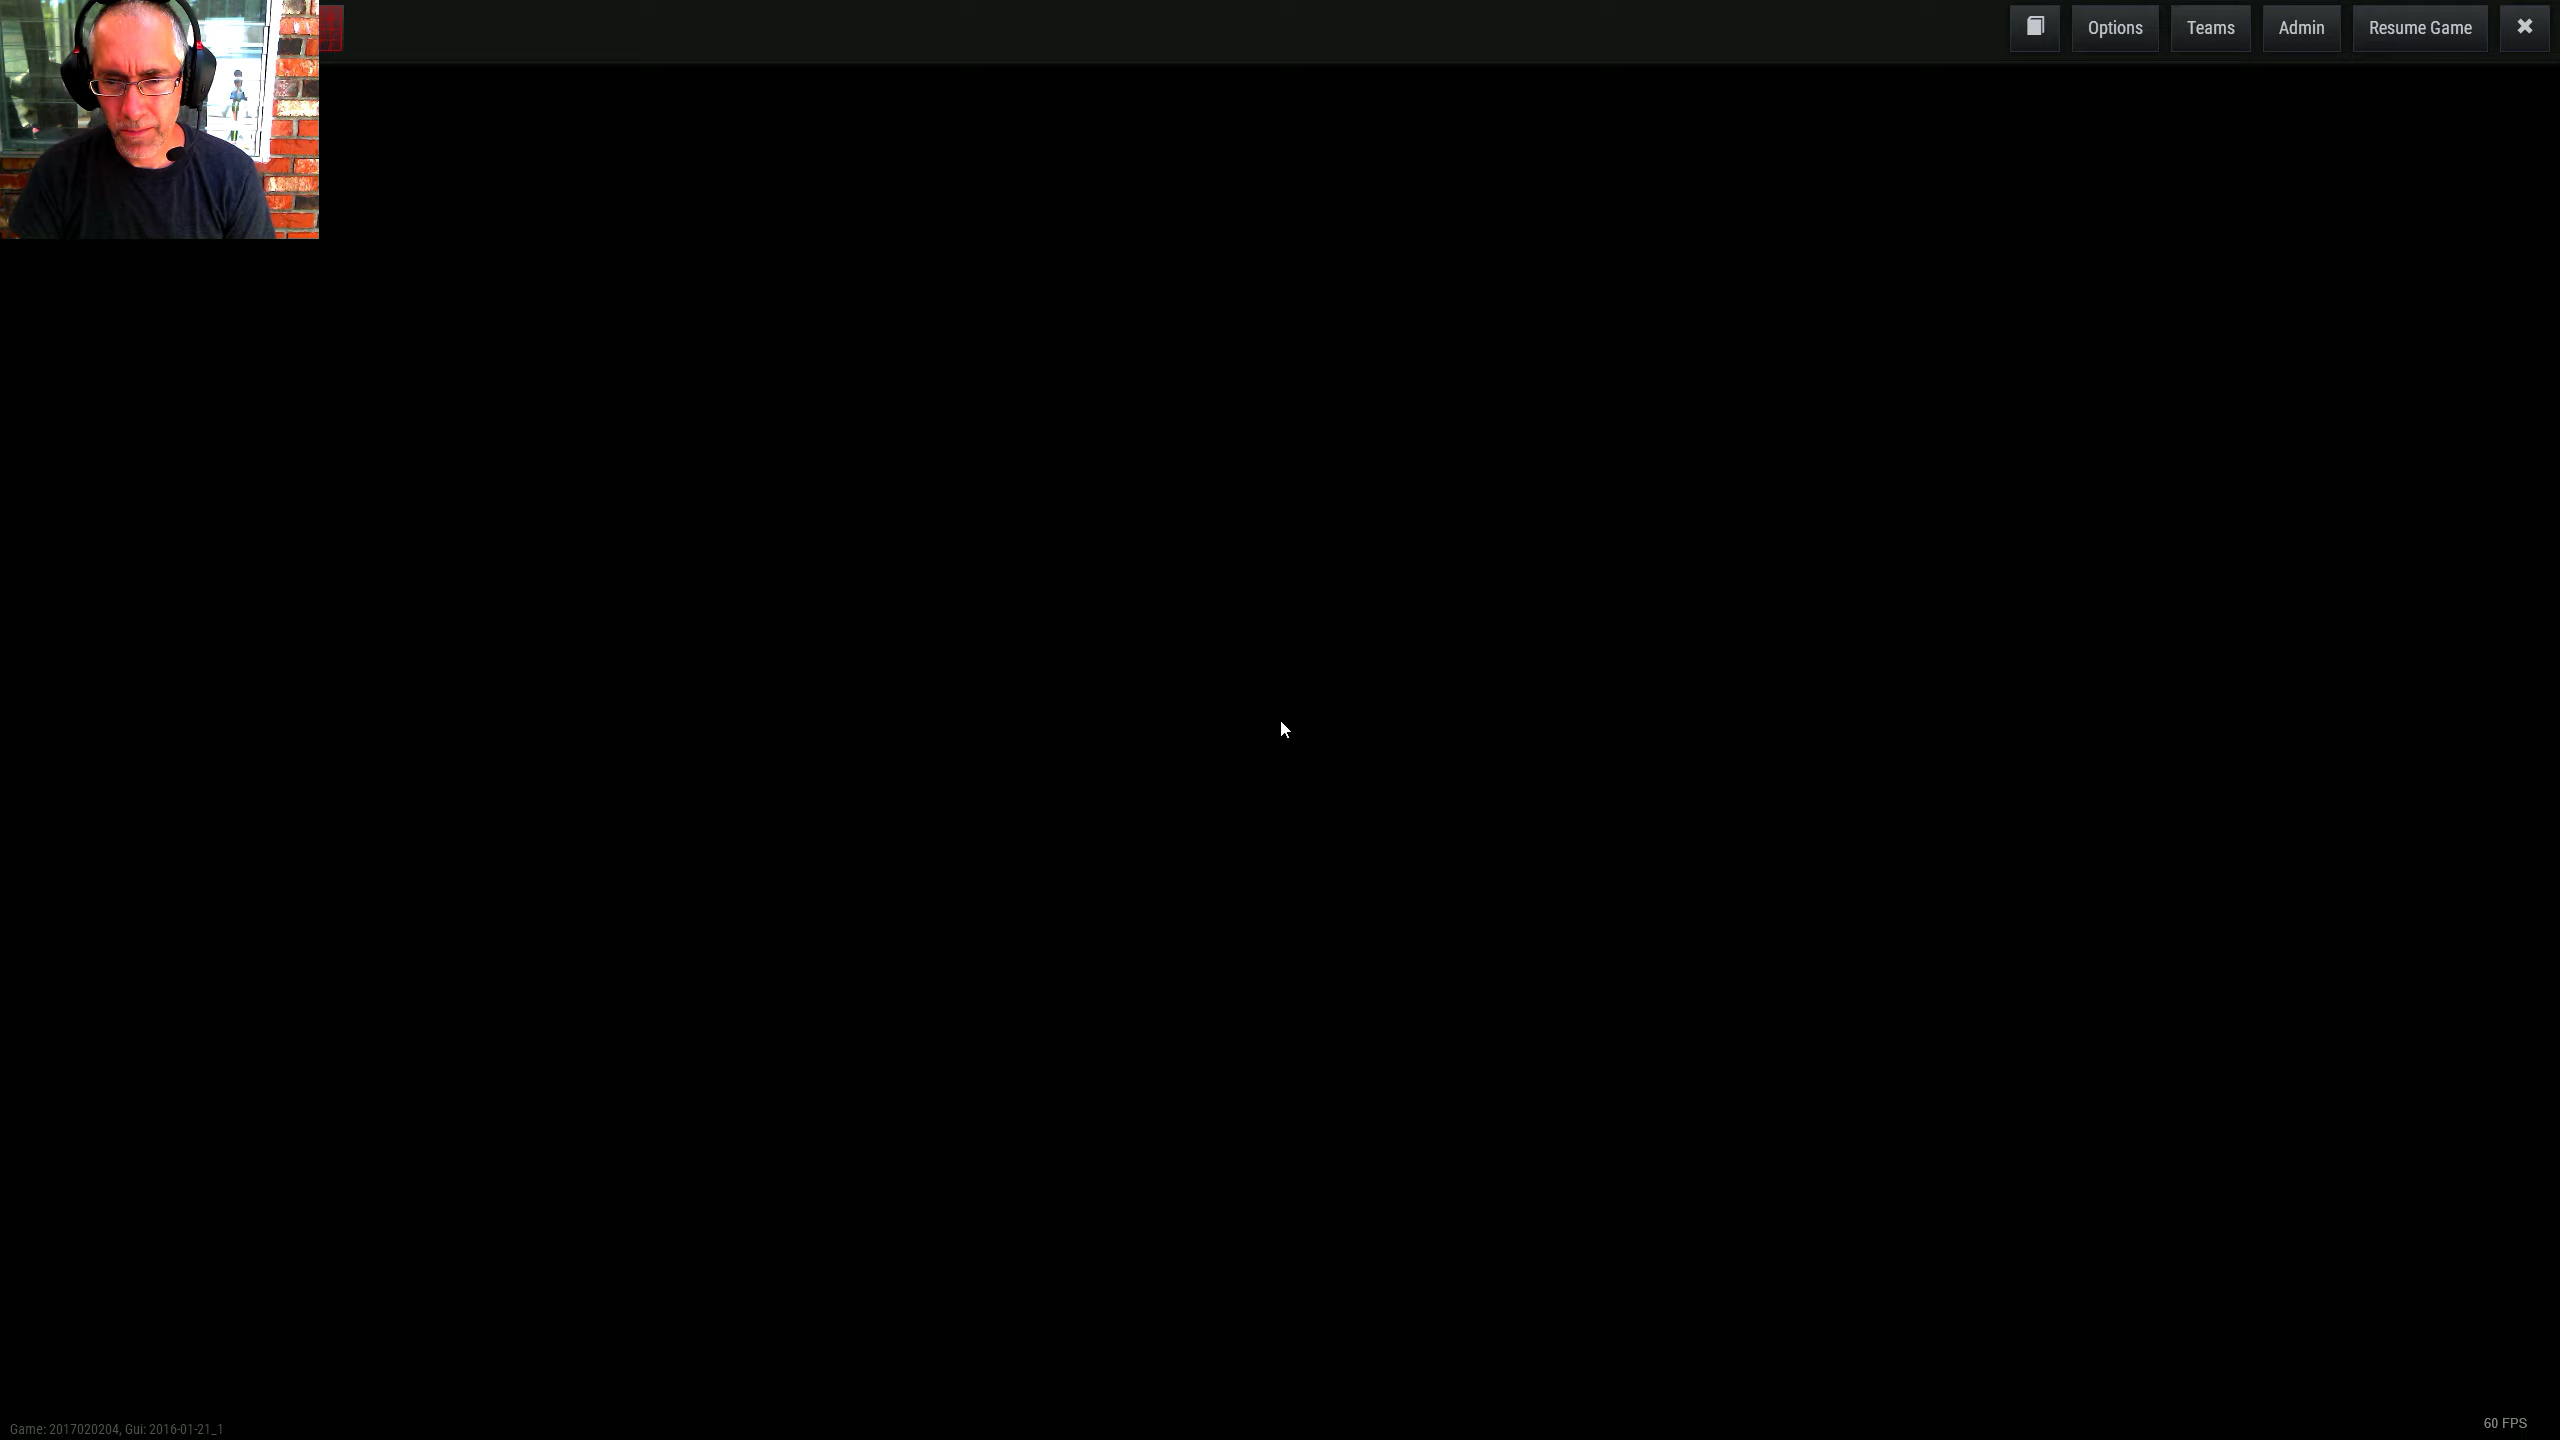 Options
Teams
Admin
Resume Game
Game: 2017020204, Gui: 2016-01-21_1
60 FPS